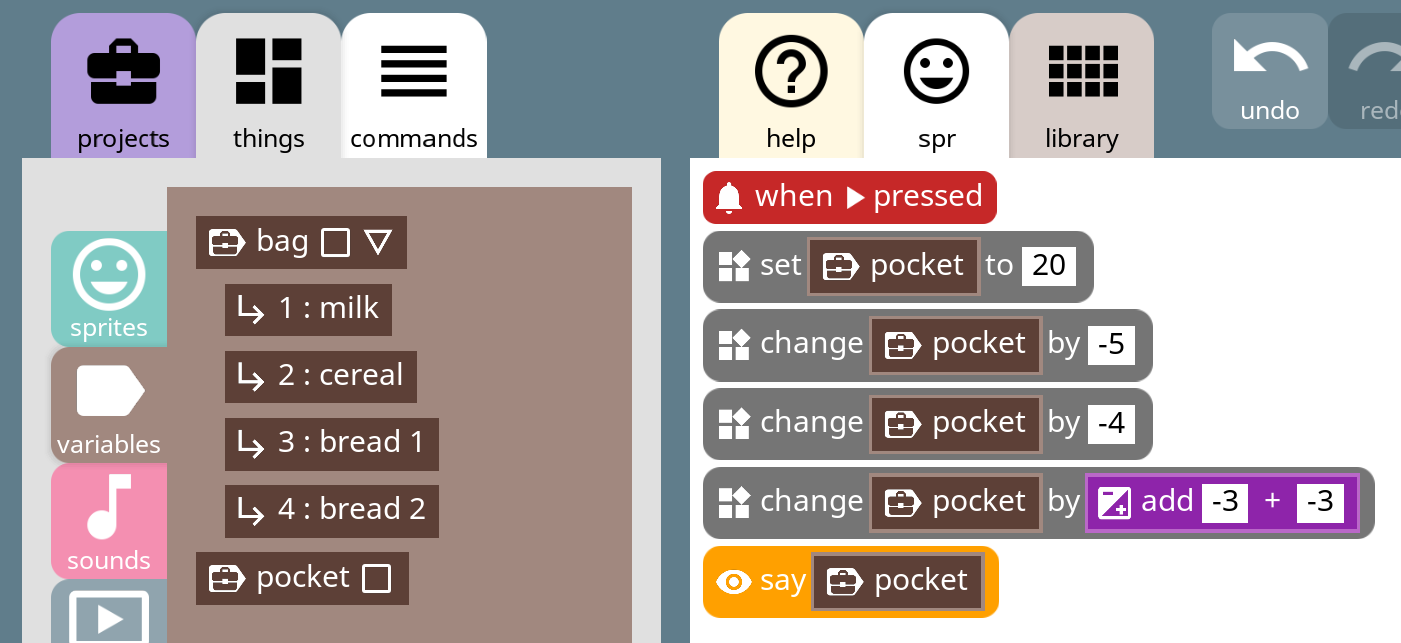 projects
things
commands
help
spr
library
undo
sprites
variables
sounds
bag
1 : milk
2 : cereal
3 : bread 1
4 : bread 2
pocket
when pressed
set pocket to 20
change pocket by -5
change pocket by -4
change pocket by add -3 + -3
say pocket